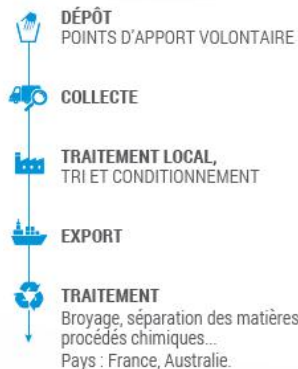 DÉPÔT
POINTS D'APPORT VOLONTAIRE
COLLECTE
TRAITEMENT LOCAL,
TRI ET CONDITIONNEMENT
EXPORT
TRAITEMENT
Broyage, séparation des matières
procédés chimiques...
Pays : France, Australie.